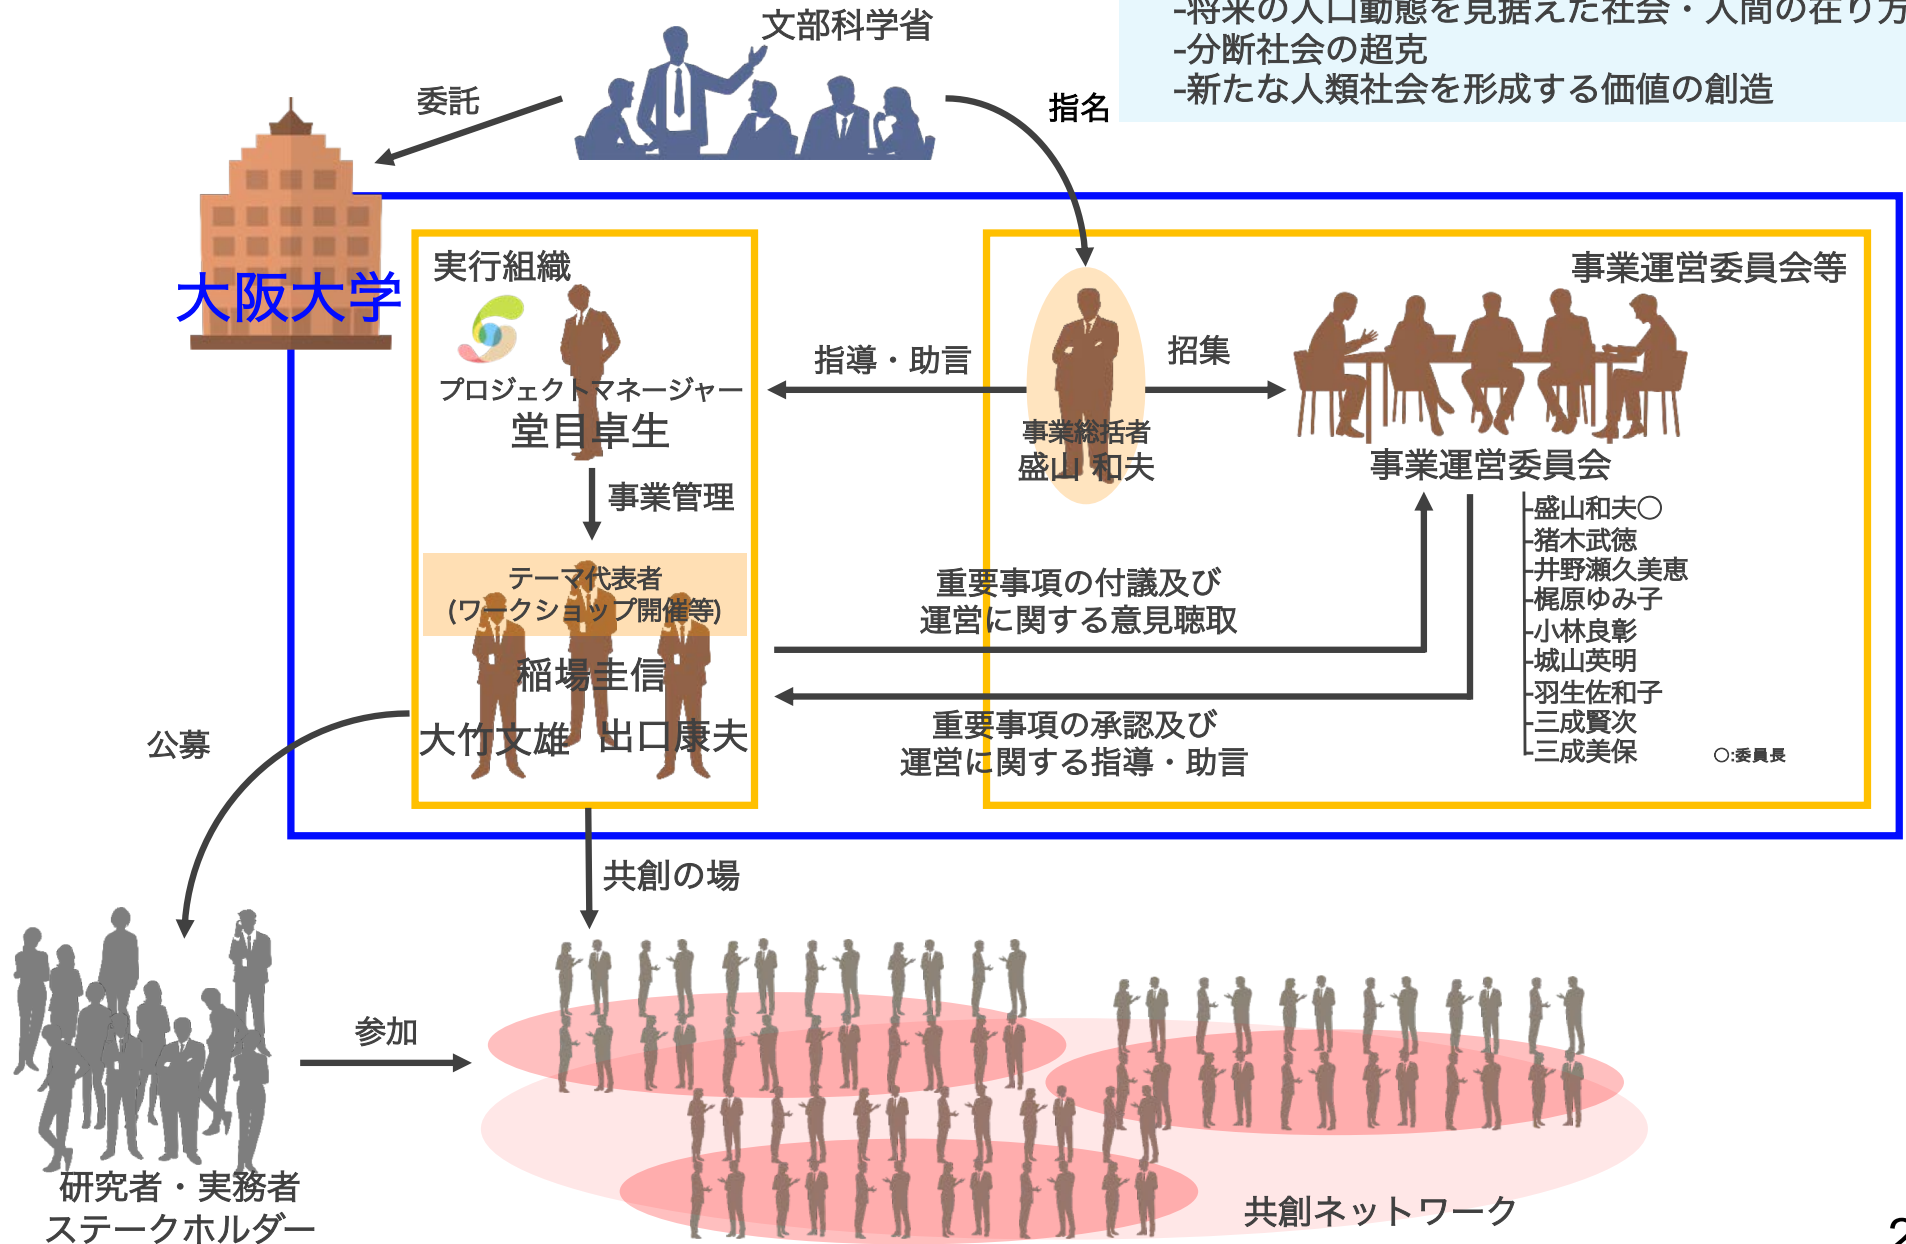 文部科学省
-将来の人口動態を見据えた社会・人間の在り方
-分断社会の超克
-新たな人類社会を形成する価値の創造
委託
指名
大阪大学
実行組織
プロジェクトマネージャー
堂目卓生
事業管理
テーマ代表者
(ワークショップ開催等)
稲場圭信
大竹文雄
出口康夫
指導・助言
招集
事業総括者
盛山 和夫
事業運営委員会等
事業運営委員会
盛山和夫○
猪木武徳
井野瀬久美恵
梶原ゆみ子
小林良彰
城山英明
羽生佐和子
三成賢次
三成美保
○:委員長
重要事項の付議及び
運営に関する意見聴取
重要事項の承認及び
運営に関する指導・助言
公募
共創の場
参加
研究者・実務者
ステークホルダー
共創ネットワーク
2